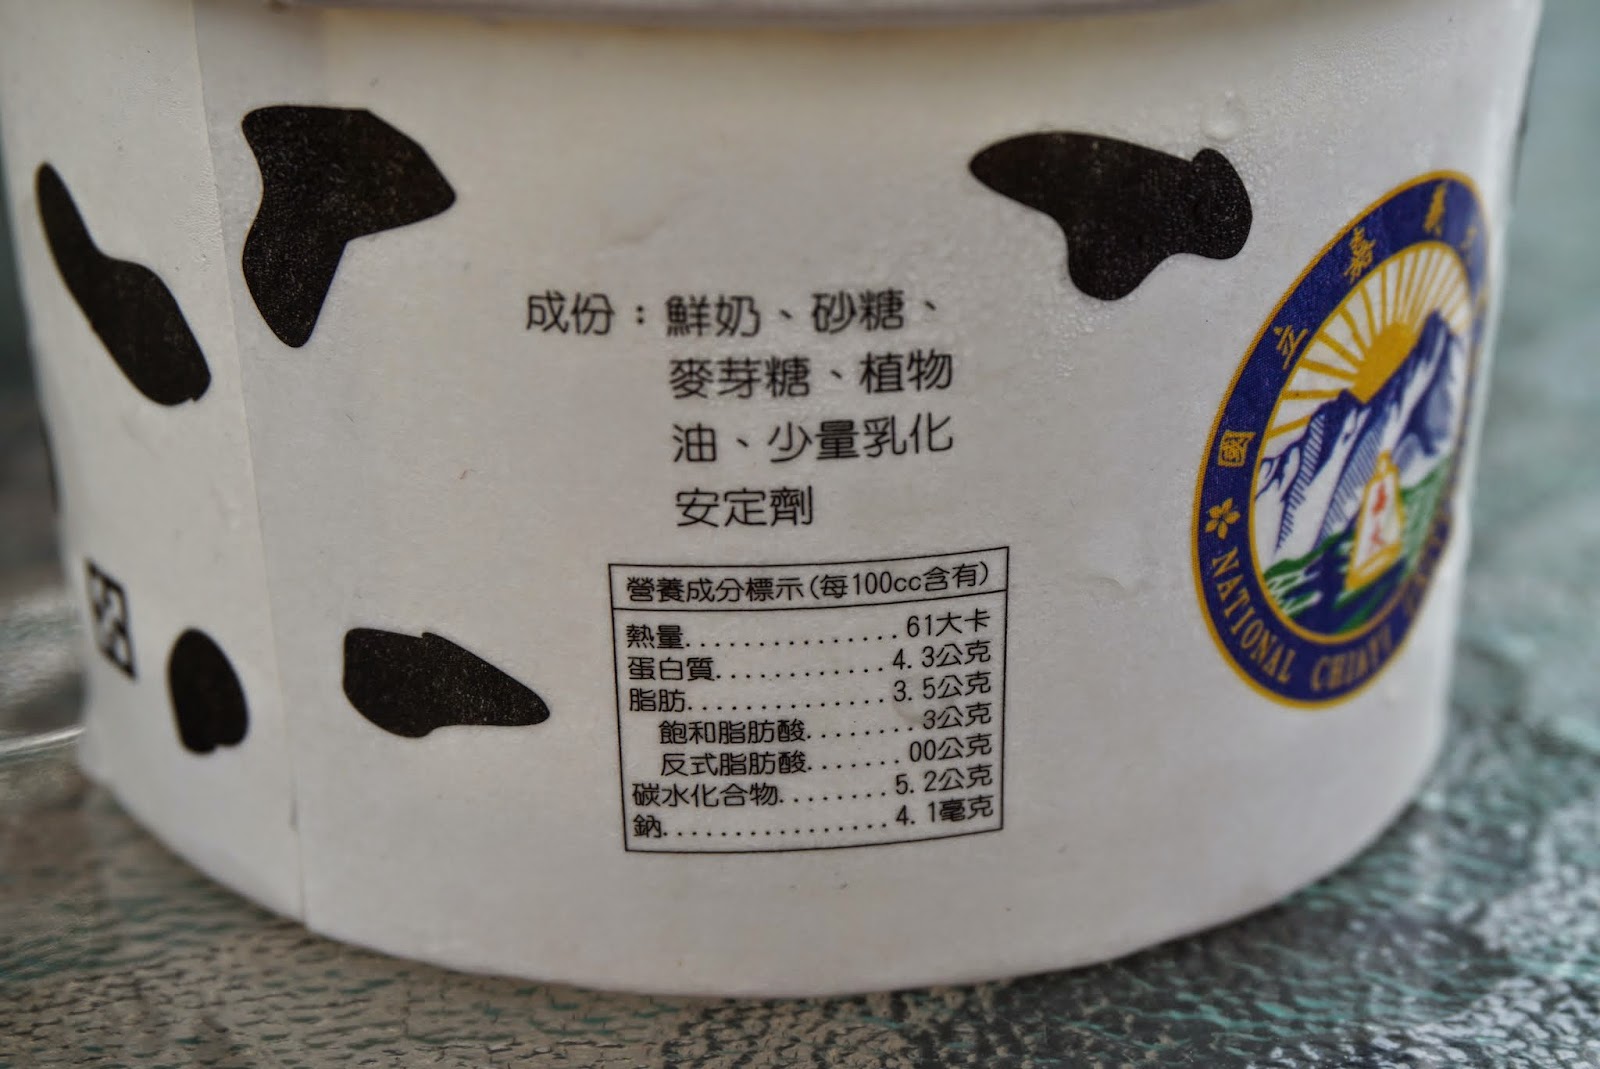 成份：鮮奶、砂糖、
麥芽糖、植物
油、少量乳化
安定劑
營養成分標示(每100cc含有)
熱量...............61大卡
蛋白質............4.3公克
脂肪..............3.5公克
飽和脂肪酸........3公克
反式脂肪酸.......00公克
碳水化合物........5.2公克
鈉.................4.1毫克
國立嘉義
NATIONAL CHIAYI